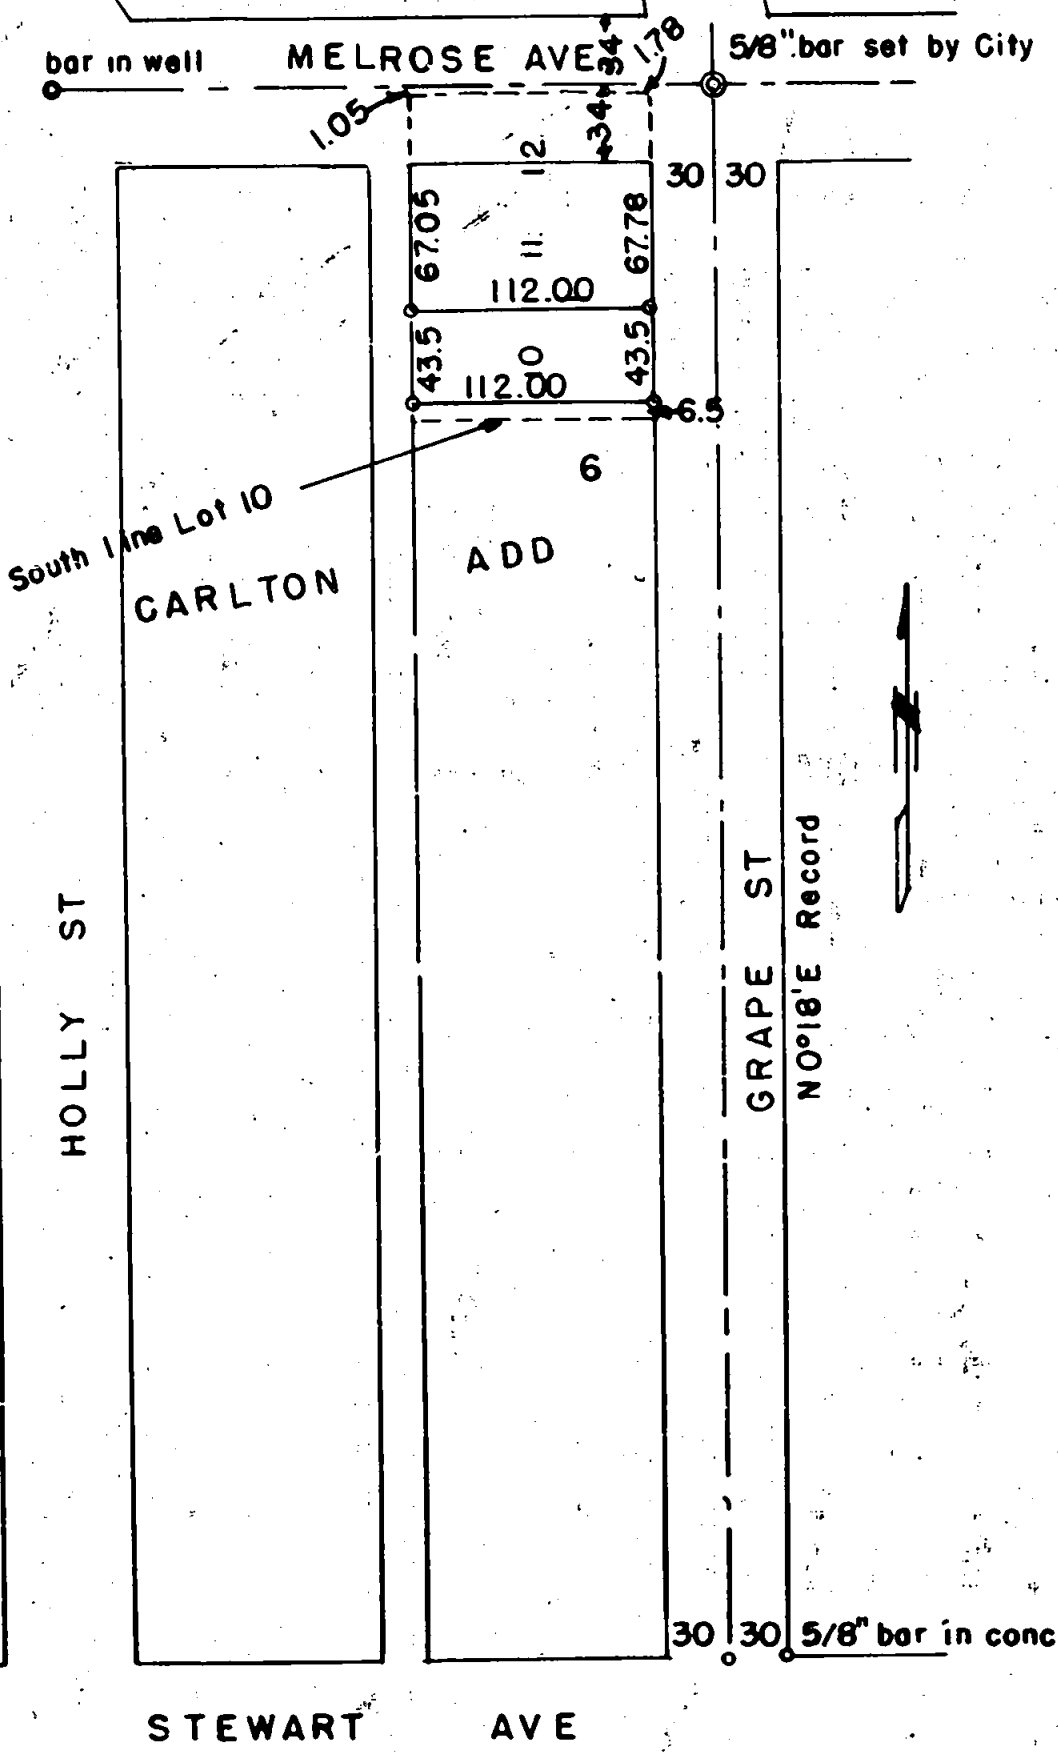 bar in well
MELROSE AVE
34
1.78
5/8" bar set by City
1.05
34
12
30 30
67.05
11
67.78
112.00
43.5
10
43.5
112.00
6.5
6
South line Lot 10
CARLTON ADD
N
HOLLY ST
GRAPE ST
N0°18'E Record
30 30 5/8" bar in conc
STEWART AVE